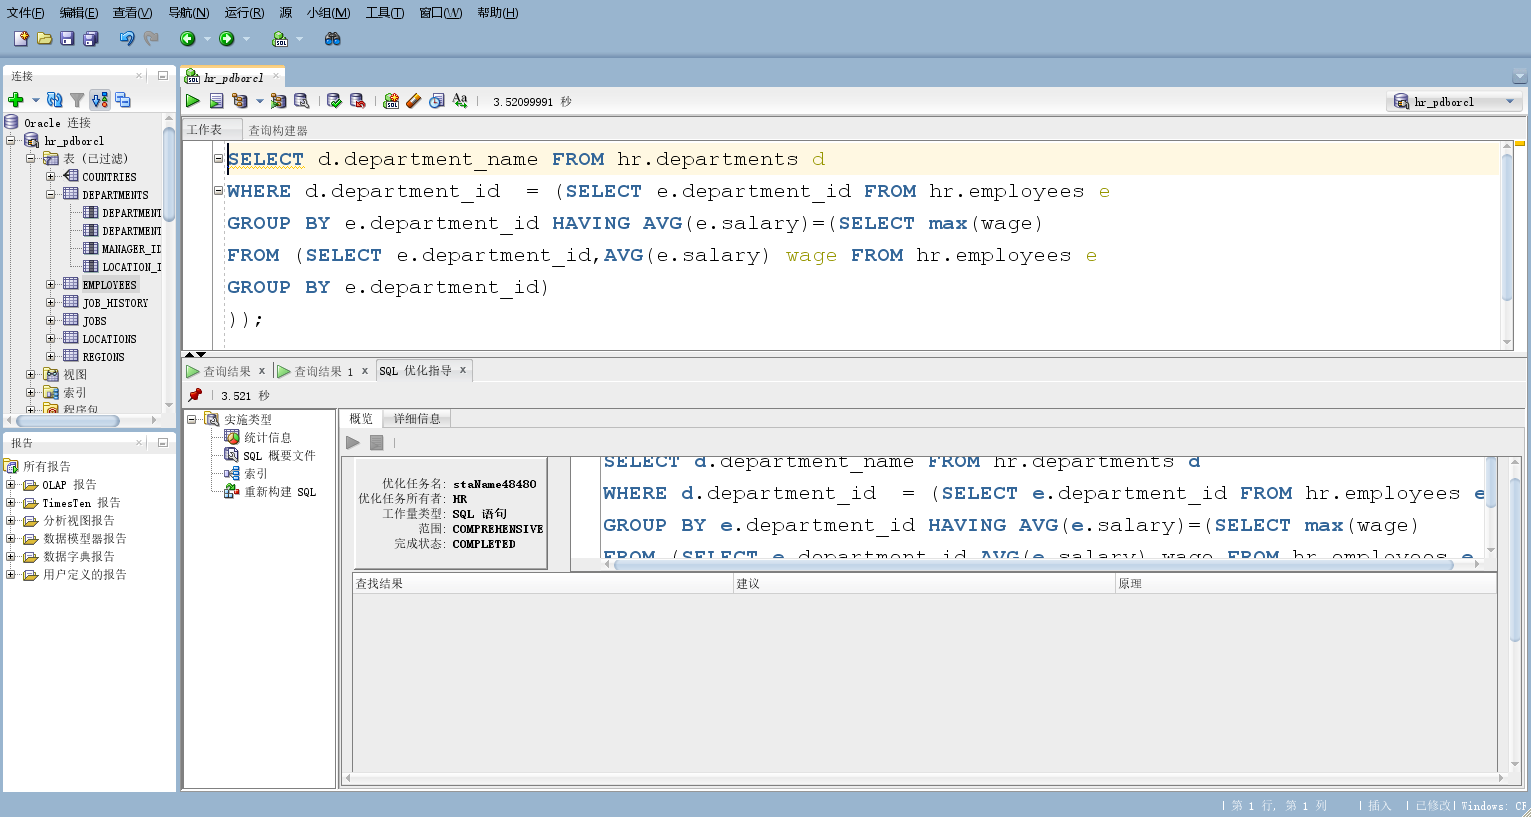 文件(F) 编辑(E) 查看(V) 导航(N) 运行(R) 源 小组(M) 工具(T) 窗口(W) 帮助(H)
连接
Oracle 连接
hr_pdborcl
表 (已过滤)
COUNTRIES
DEPARTMENTS
DEPARTMENT
DEPARTMENT
MANAGER_ID
LOCATION_I
EMPLOYEES
JOB_HISTORY
JOBS
LOCATIONS
REGIONS
视图
索引
程序包
报告
所有报告
OLAP 报告
TimesTen 报告
分析视图报告
数据模型器报告
数据字典报告
用户定义的报告
hr_pdborcl
3.52099991 秒
hr_pdborcl
工作表 查询构建器
SELECT d.department_name FROM hr.departments d
WHERE d.department_id  = (SELECT e.department_id FROM hr.employees e
GROUP BY e.department_id HAVING AVG(e.salary)=(SELECT max(wage)
FROM (SELECT e.department_id,AVG(e.salary) wage FROM hr.employees e
GROUP BY e.department_id)
));
查询结果 x 查询结果 1 x SQL 优化指导 x
3.521 秒
实施类型
统计信息
SQL 概要文件
索引
重新构建 SQL
概览 详细信息
优化任务名: staName48480
优化任务所有者: HR
工作量类型: SQL 语句
范围: COMPREHENSIVE
完成状态: COMPLETED
SELECT d.department_name FROM hr.departments d
WHERE d.department_id  = (SELECT e.department_id FROM hr.employees e
GROUP BY e.department_id HAVING AVG(e.salary)=(SELECT max(wage)
FROM (SELECT e.department_id,AVG(e.salary) wage FROM hr.employees e
查找结果 建议 原理
第 1 行, 第 1 列 | 插入 | 已修改| Windows: CR